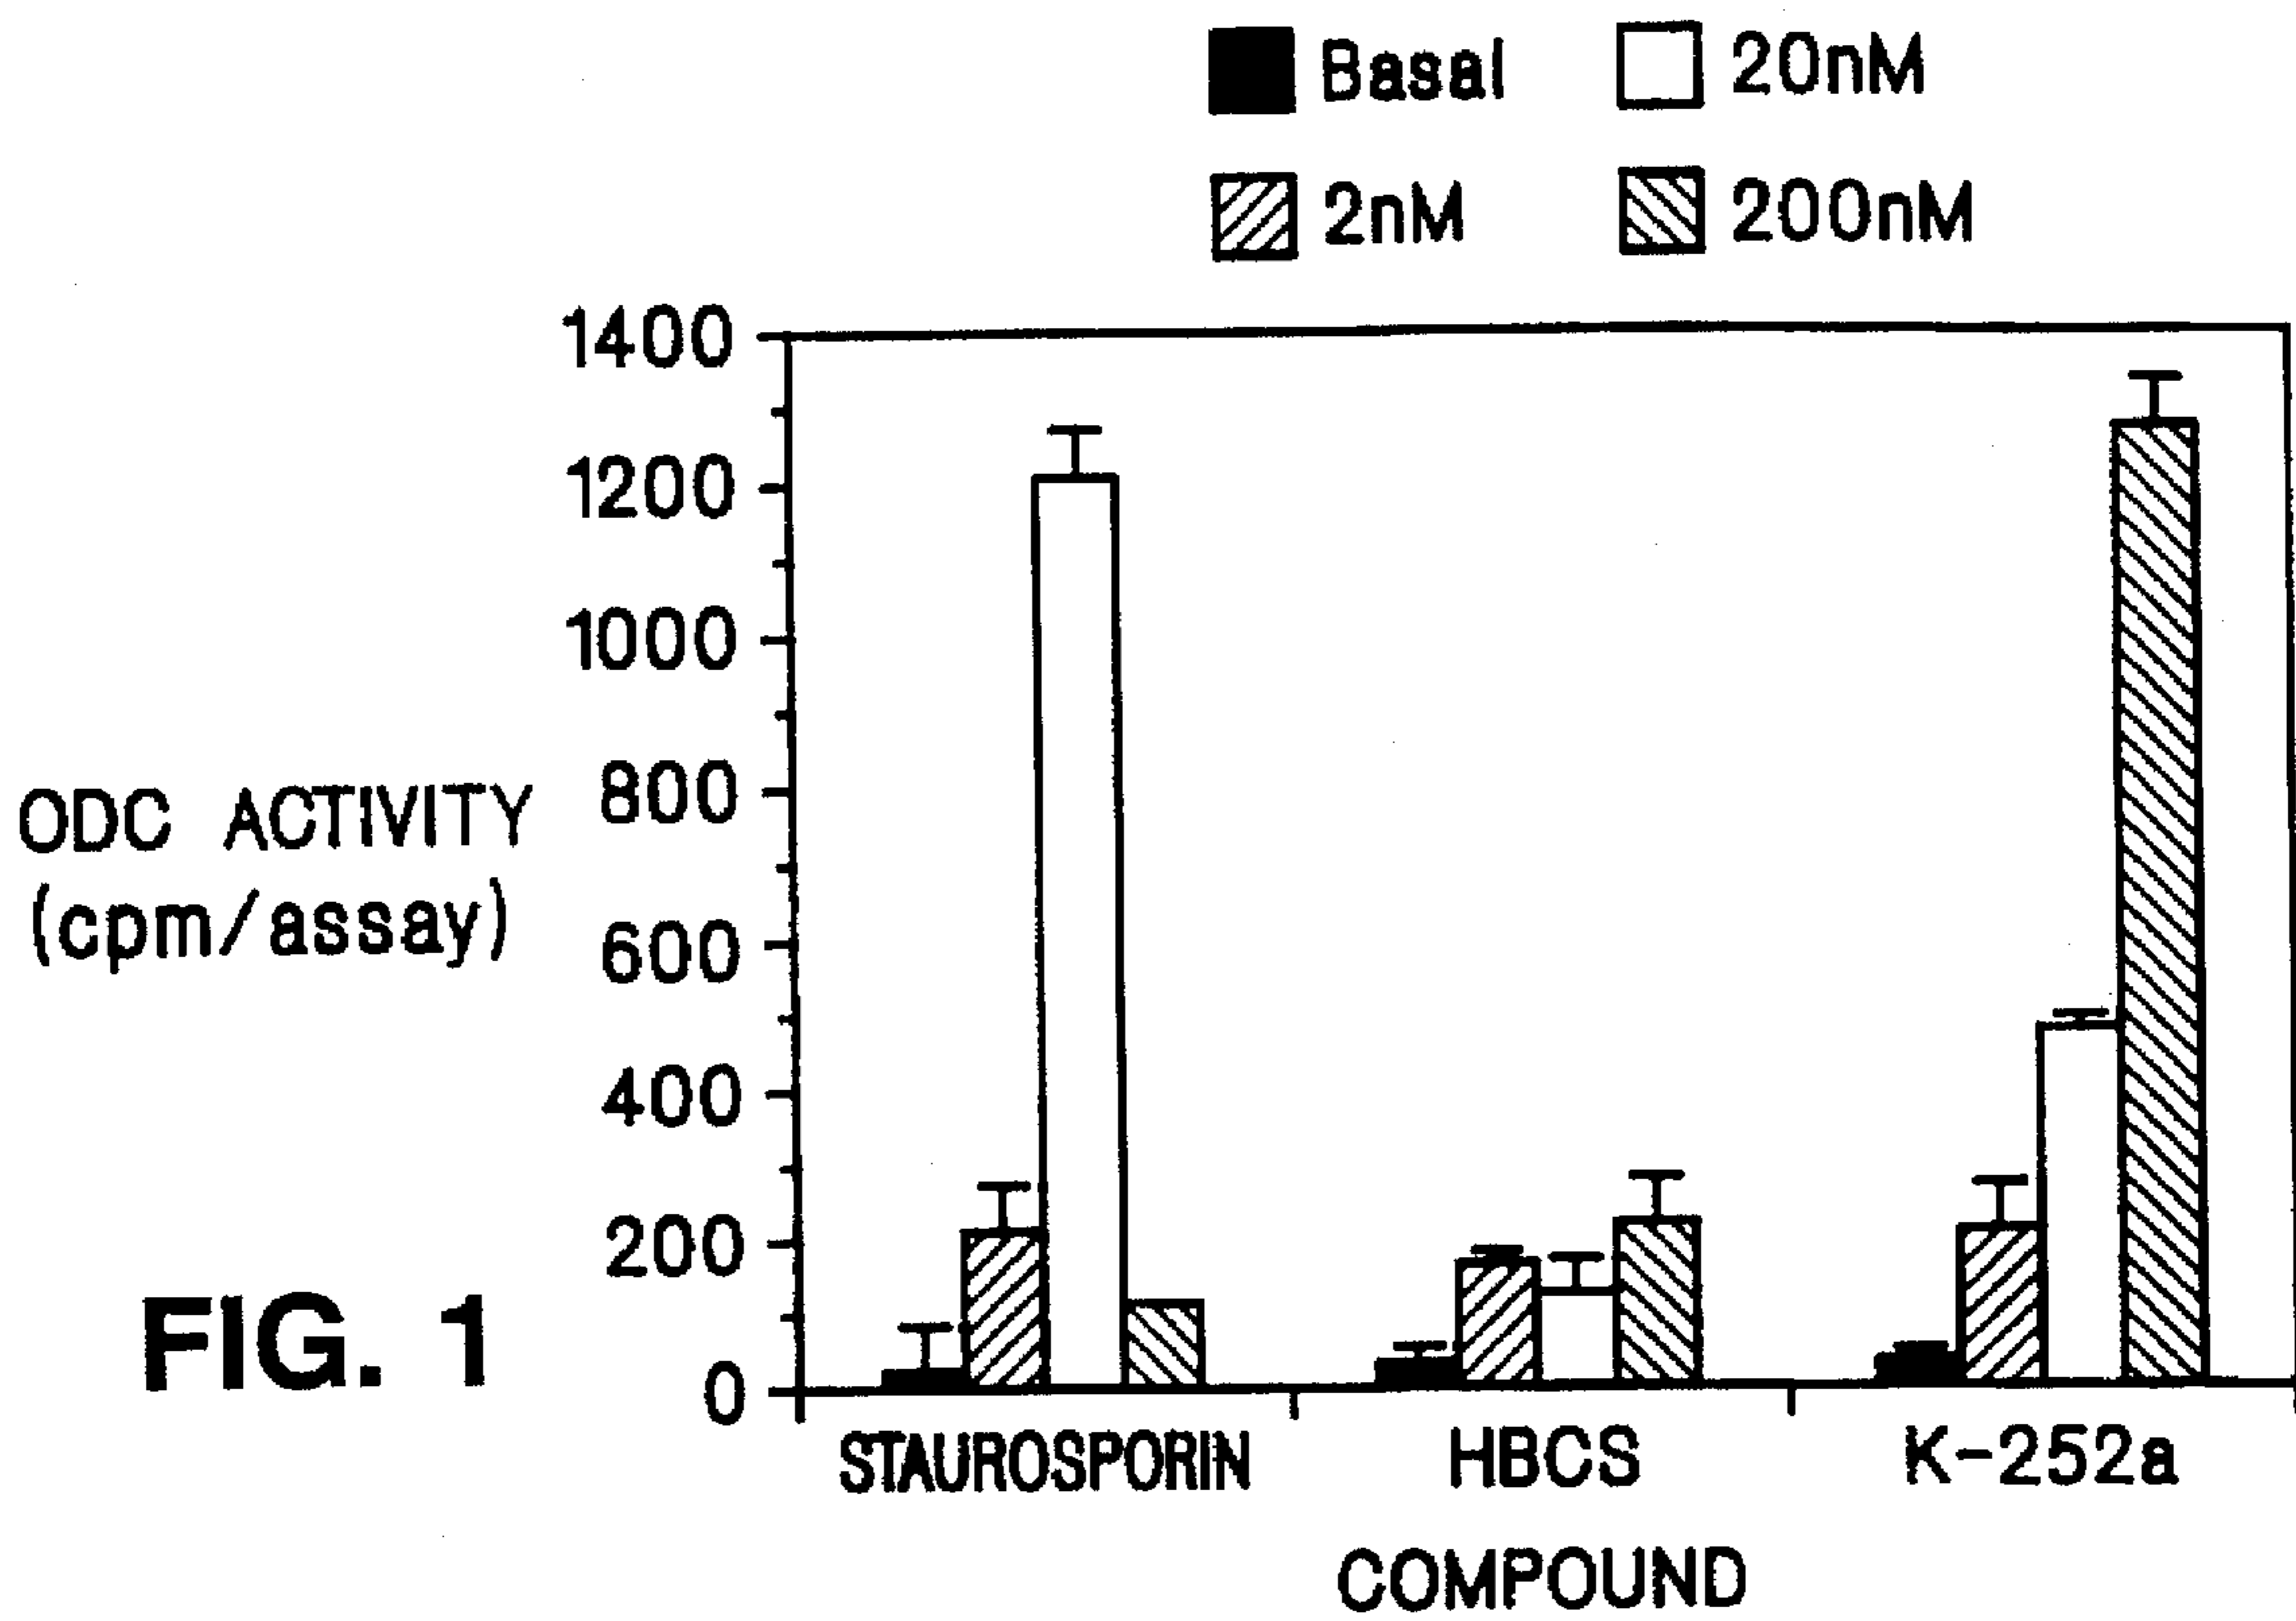 Basal 20nM
2nM 200nM
1400
1200
1000
800
ODC ACTIVITY
(cpm/assay)
600
400
200
0
FIG. 1
STAUROSPORIN HBCS K-252a
COMPOUND